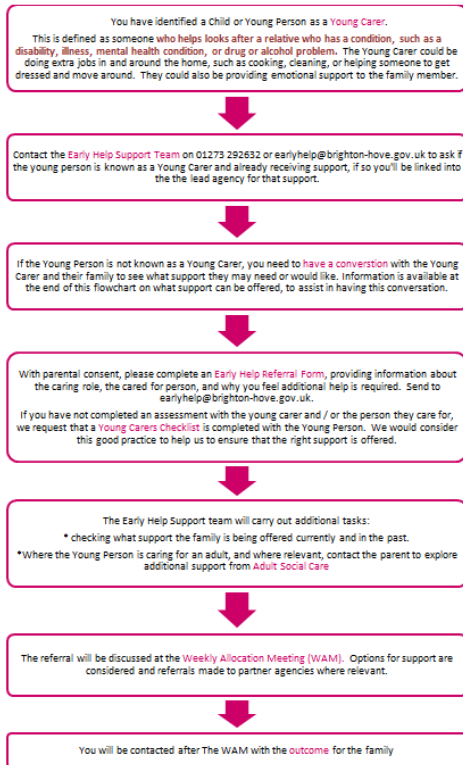 You have identified a Child or Young Person as a Young Carer.
This is defined as someone who helps looks after a relative who has a condition, such as a
disability, illness, mental health condition, or drug or alcohol problem. The Young Carer could be
doing extra jobs in and around the home, such as cooking, cleaning, or helping someone to get
dressed and move around. They could also be providing emotional support to the family member.
Contact the Early Help Support Team on 01273 292632 or earlyhelp@brighton-hove.gov.uk to ask if
the young person is known as a Young Carer and already receiving support, if so you'll be linked into
the the lead agency for that support.
If the Young Person is not known as a Young Carer, you need to have a converstion with the Young
Carer and their family to see what support they may need or would like. Information is available at
the end of this flowchart on what support can be offered, to assist in having this conversation.
With parental consent, please complete an Early Help Referral Form, providing information about
the caring role, the cared for person, and why you feel additional help is required. Send to
earlyhelp@brighton-hove.gov.uk.
If you have not completed an assessment with the young carer and / or the person they care for,
we request that a Young Carers Checklist is completed with the Young Person. We would consider
this good practice to help us to ensure that the right support is offered.
The Early Help Support team will carry out additional tasks:
* checking what support the family is being offered currently and in the past.
*Where the Young Person is caring for an adult, and where relevant, contact the parent to explore
additional support from Adult Social Care
The referral will be discussed at the Weekly Allocation Meeting (WAM). Options for support are
considered and referrals made to partner agencies where relevant.
You will be contacted after The WAM with the outcome for the family